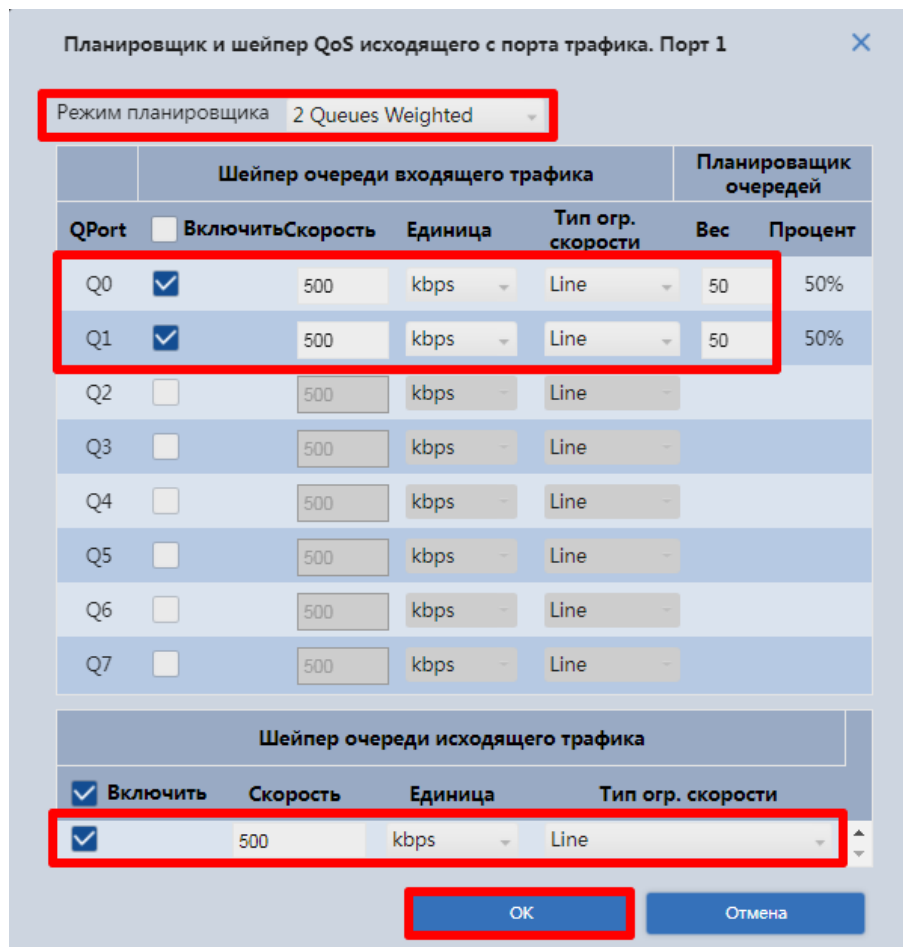 Планировщик и шейпер QoS исходящего с порта трафика. Порт 1
Режим планировщика 2 Queues Weighted
Шейпер очереди входящего трафика Планироващик очередей
QPort Включить Скорость Единица Тип огр. скорости Вес Процент
Q0 500 kbps Line 50 50%
Q1 500 kbps Line 50 50%
Q2 500 kbps Line
Q3 500 kbps Line
Q4 500 kbps Line
Q5 500 kbps Line
Q6 500 kbps Line
Q7 500 kbps Line
Шейпер очереди исходящего трафика
Включить Скорость Единица Тип огр. скорости
500 kbps Line
OK Отмена